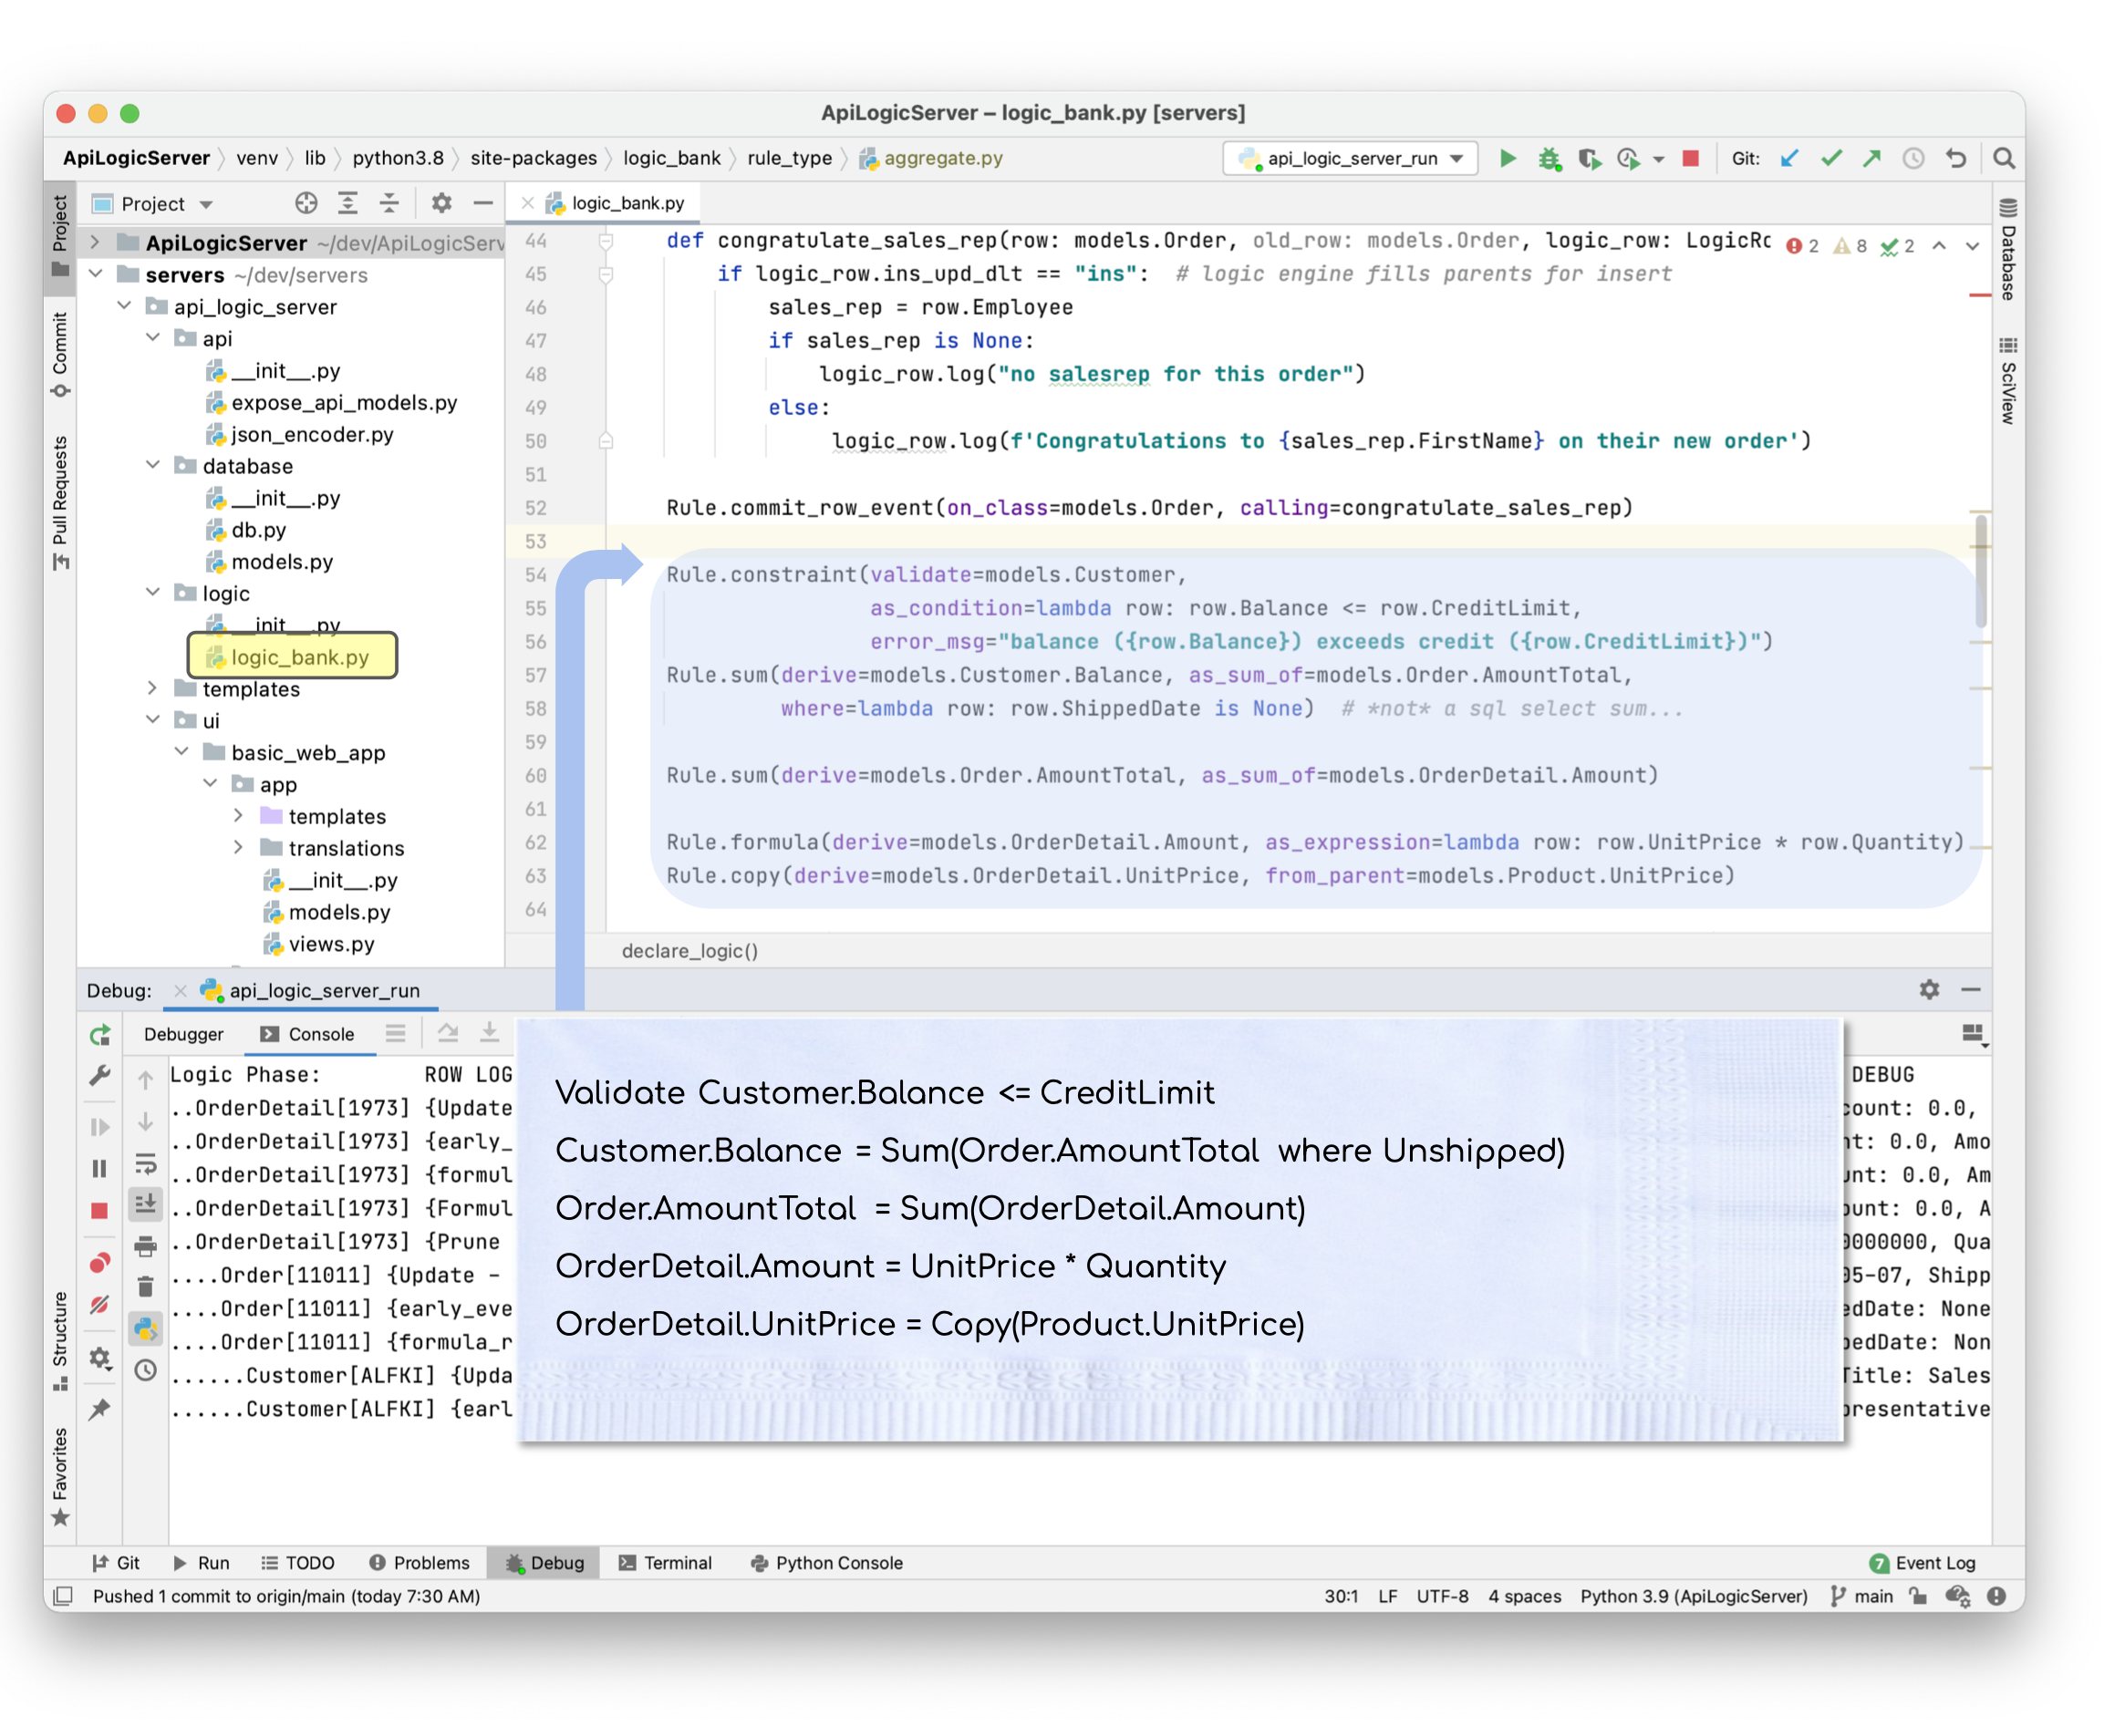 ApiLogicServer – logic_bank.py [servers]
ApiLogicServer venv lib python3.8 site-packages logic_bank rule_type aggregate.py
api_logic_server_run Git:
Project
Commit
Pull Requests
Structure
Favorites
Database
SciView
Project
ApiLogicServer ~/dev/ApiLogicServ
servers ~/dev/servers
api_logic_server
api
__init__.py
expose_api_models.py
json_encoder.py
database
__init__.py
db.py
models.py
logic
__init__.py
logic_bank.py
templates
ui
basic_web_app
app
templates
translations
__init__.py
models.py
views.py
logic_bank.py
2 8 2
44 def congratulate_sales_rep(row: models.Order, old_row: models.Order, logic_row: LogicRo
45 if logic_row.ins_upd_dlt == "ins": # logic engine fills parents for insert
46 sales_rep = row.Employee
47 if sales_rep is None:
48 logic_row.log("no salesrep for this order")
49 else:
50 logic_row.log(f'Congratulations to {sales_rep.FirstName} on their new order')
51
52 Rule.commit_row_event(on_class=models.Order, calling=congratulate_sales_rep)
53
54 Rule.constraint(validate=models.Customer,
55 as_condition=lambda row: row.Balance <= row.CreditLimit,
56 error_msg="balance ({row.Balance}) exceeds credit ({row.CreditLimit})")
57 Rule.sum(derive=models.Customer.Balance, as_sum_of=models.Order.AmountTotal,
58 where=lambda row: row.ShippedDate is None) # *not* a sql select sum...
59
60 Rule.sum(derive=models.Order.AmountTotal, as_sum_of=models.OrderDetail.Amount)
61
62 Rule.formula(derive=models.OrderDetail.Amount, as_expression=lambda row: row.UnitPrice * row.Quantity)
63 Rule.copy(derive=models.OrderDetail.UnitPrice, from_parent=models.Product.UnitPrice)
64
declare_logic()
Debug: api_logic_server_run
Debugger Console
Logic Phase: ROW LOG DEBUG
..OrderDetail[1973] {Update count: 0.0,
..OrderDetail[1973] {early_ nt: 0.0, Amo
..OrderDetail[1973] {formul unt: 0.0, Am
..OrderDetail[1973] {Formul ount: 0.0, A
..OrderDetail[1973] {Prune 0000000, Qua
....Order[11011] {Update - 05-07, Shipp
....Order[11011] {early_eve edDate: None
....Order[11011] {formula_r pedDate: Non
......Customer[ALFKI] {Upda Title: Sales
......Customer[ALFKI] {earl presentative
Validate Customer.Balance <= CreditLimit
Customer.Balance = Sum(Order.AmountTotal where Unshipped)
Order.AmountTotal = Sum(OrderDetail.Amount)
OrderDetail.Amount = UnitPrice * Quantity
OrderDetail.UnitPrice = Copy(Product.UnitPrice)
Git Run TODO Problems Debug Terminal Python Console 7 Event Log
Pushed 1 commit to origin/main (today 7:30 AM) 30:1 LF UTF-8 4 spaces Python 3.9 (ApiLogicServer) main